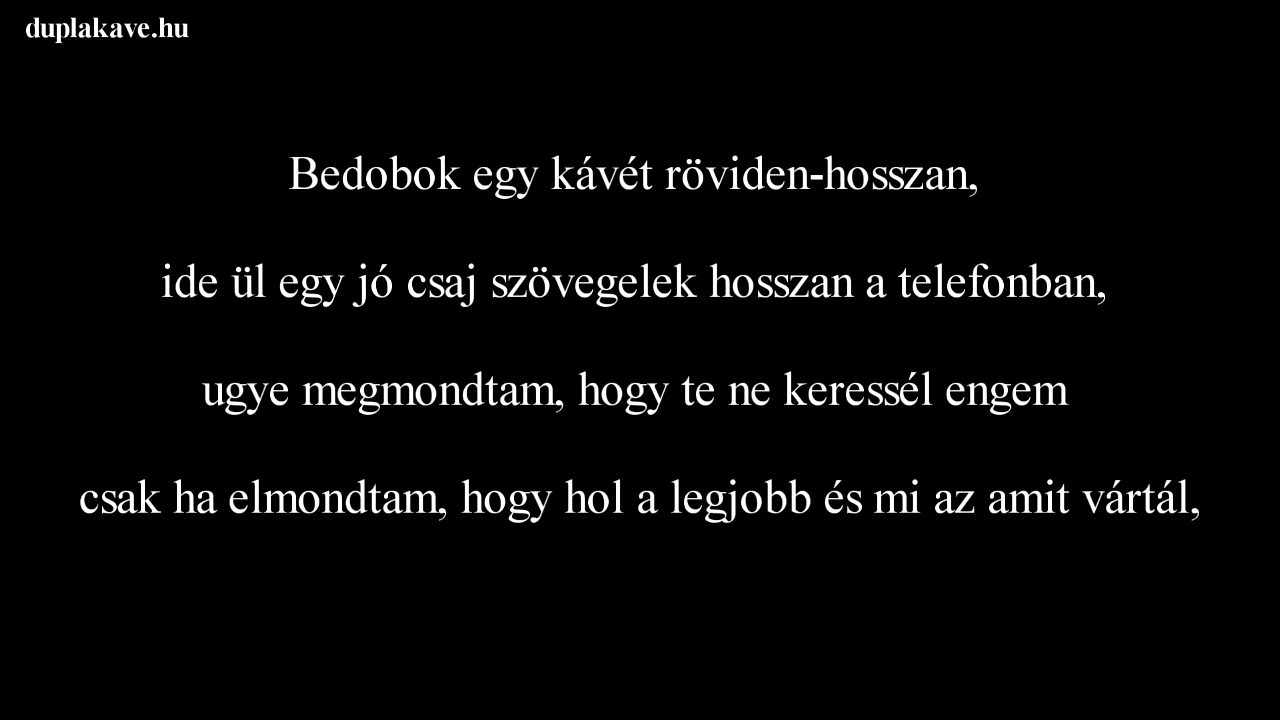 duplakave.hu
Bedobok egy kávét röviden-hosszan,
ide ül egy jó csaj szövegelek hosszan a telefonban,
ugye megmondtam, hogy te ne keressél engem
csak ha elmondtam, hogy hol a legjobb és mi az amit vártál,